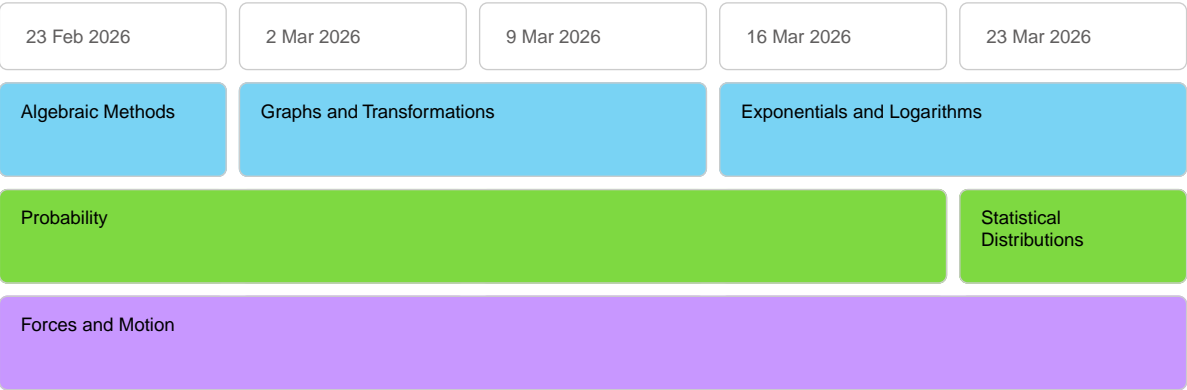 23 Feb 2026
2 Mar 2026
9 Mar 2026
16 Mar 2026
23 Mar 2026
Algebraic Methods
Graphs and Transformations
Exponentials and Logarithms
Probability
Statistical
Distributions
Forces and Motion